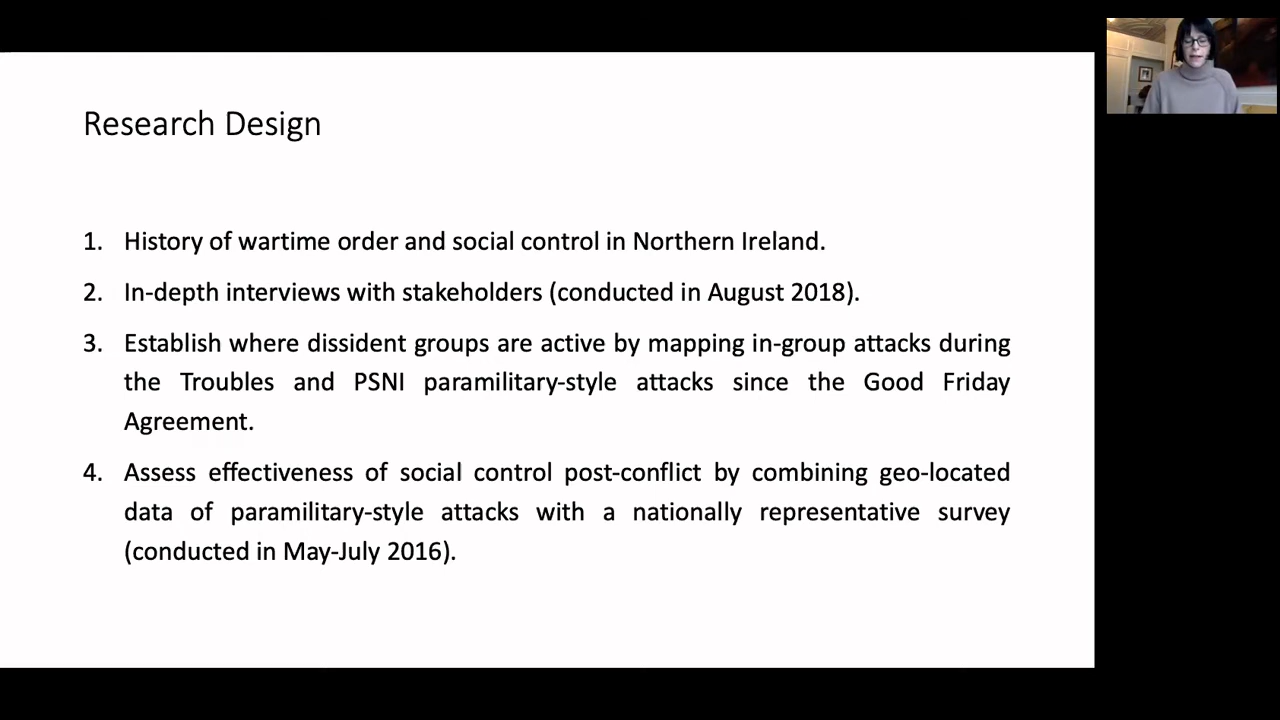 Research Design
1. History of wartime order and social control in Northern Ireland.
2. In-depth interviews with stakeholders (conducted in August 2018).
3. Establish where dissident groups are active by mapping in-group attacks during
the Troubles and PSNI paramilitary-style attacks since the Good Friday
Agreement.
4. Assess effectiveness of social control post-conflict by combining geo-located
data of paramilitary-style attacks with a nationally representative survey
(conducted in May-July 2016).